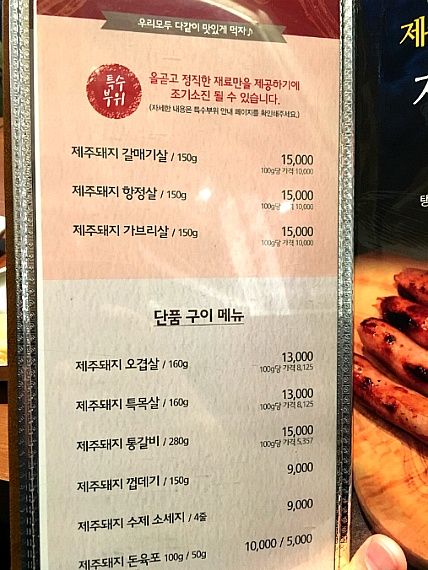 우리모두 다같이 맛있게 먹자♪
특수
부위
올곧고 정직한 재료만을 제공하기에
조기소진 될 수 있습니다.
(자세한 내용은 특수부위 안내 페이지를 확인해주세요.)
제주돼지 갈매기살 / 150g 15,000
100g당 가격 10,000
제주돼지 항정살 / 150g 15,000
100g당 가격 10,000
제주돼지 가브리살 / 150g 15,000
100g당 가격 10,000
단품 구이 메뉴
제주돼지 오겹살 / 160g 13,000
100g당 가격 8,125
제주돼지 특목살 / 160g 13,000
100g당 가격 8,125
제주돼지 통갈비 / 280g 15,000
100g당 가격 5,357
제주돼지 껍데기 / 150g 9,000
제주돼지 수제 소세지 / 4줄 9,000
제주돼지 돈육포 100g / 50g 10,000 / 5,000
제